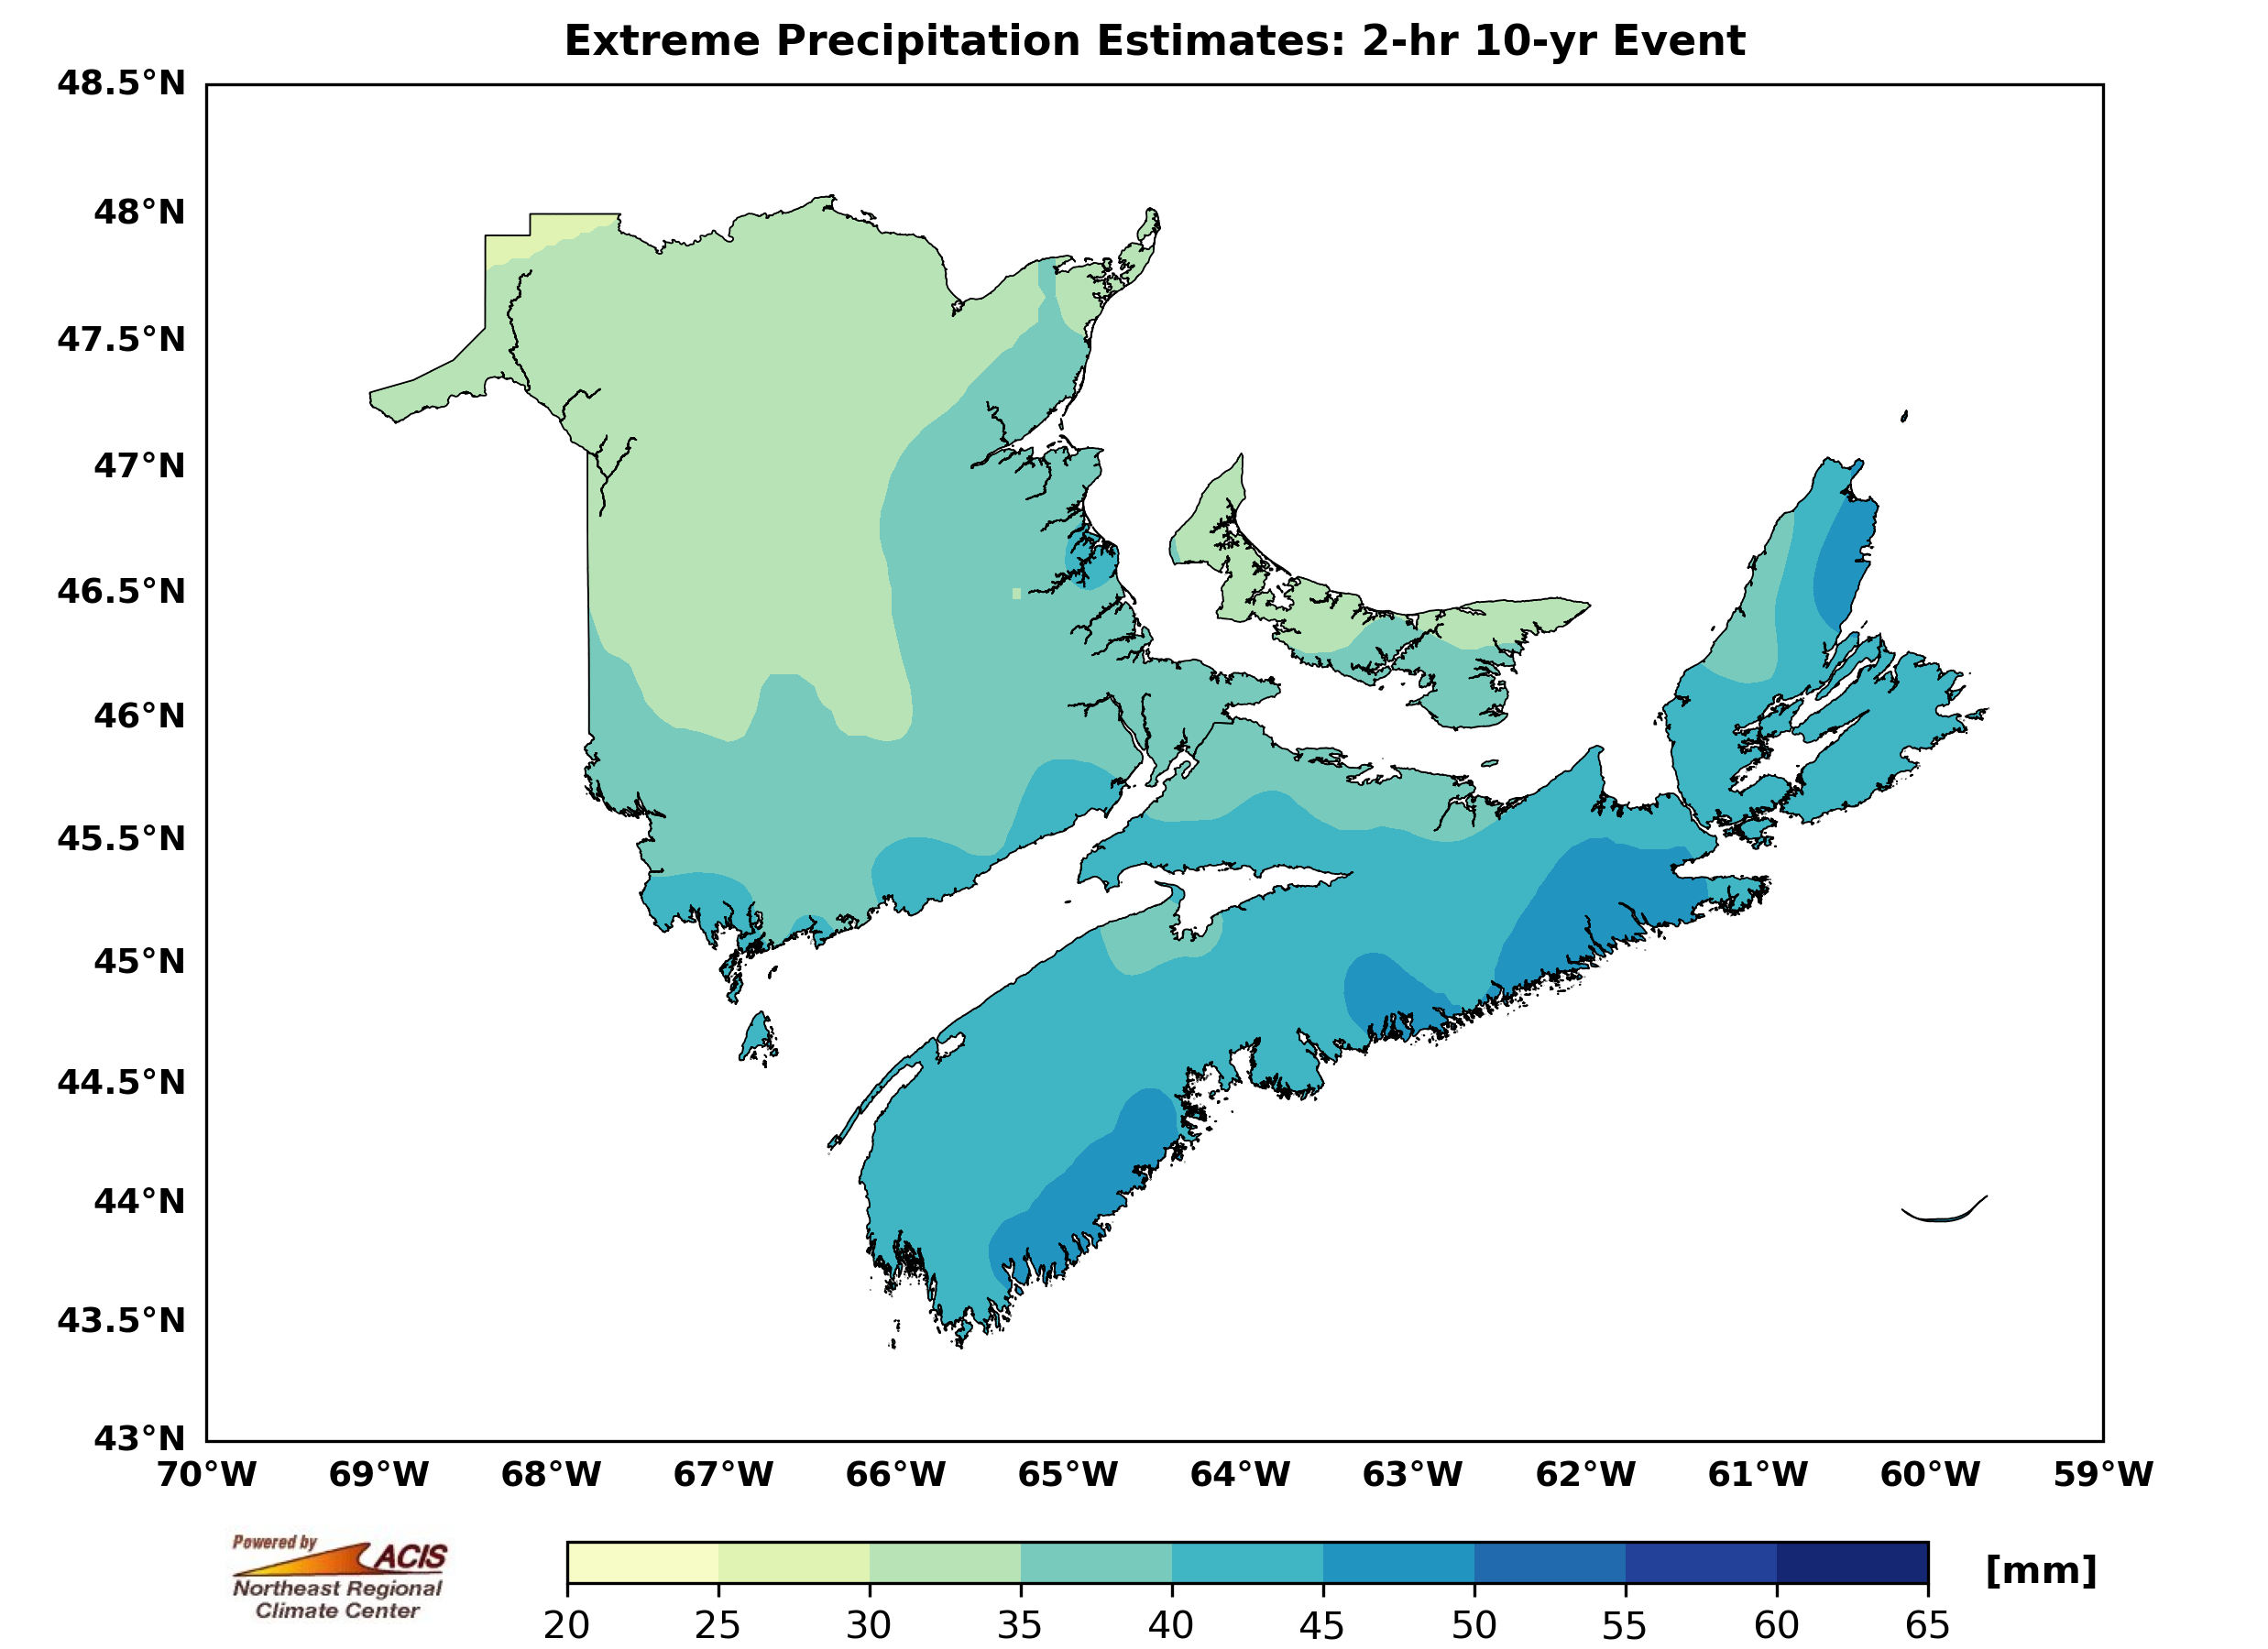 Extreme Precipitation Estimates: 2-hr 10-yr Event
48.5°N
48°N
47.5°N
47°N
46.5°N
46°N
45.5°N
45°N
44.5°N
44°N
43.5°N
43°N
70°W 69°W 68°W 67°W 66°W 65°W 64°W 63°W 62°W 61°W 60°W 59°W
Powered by
ACIS
Northeast Regional
Climate Center
[mm]
20 25 30 35 40 45 50 55 60 65